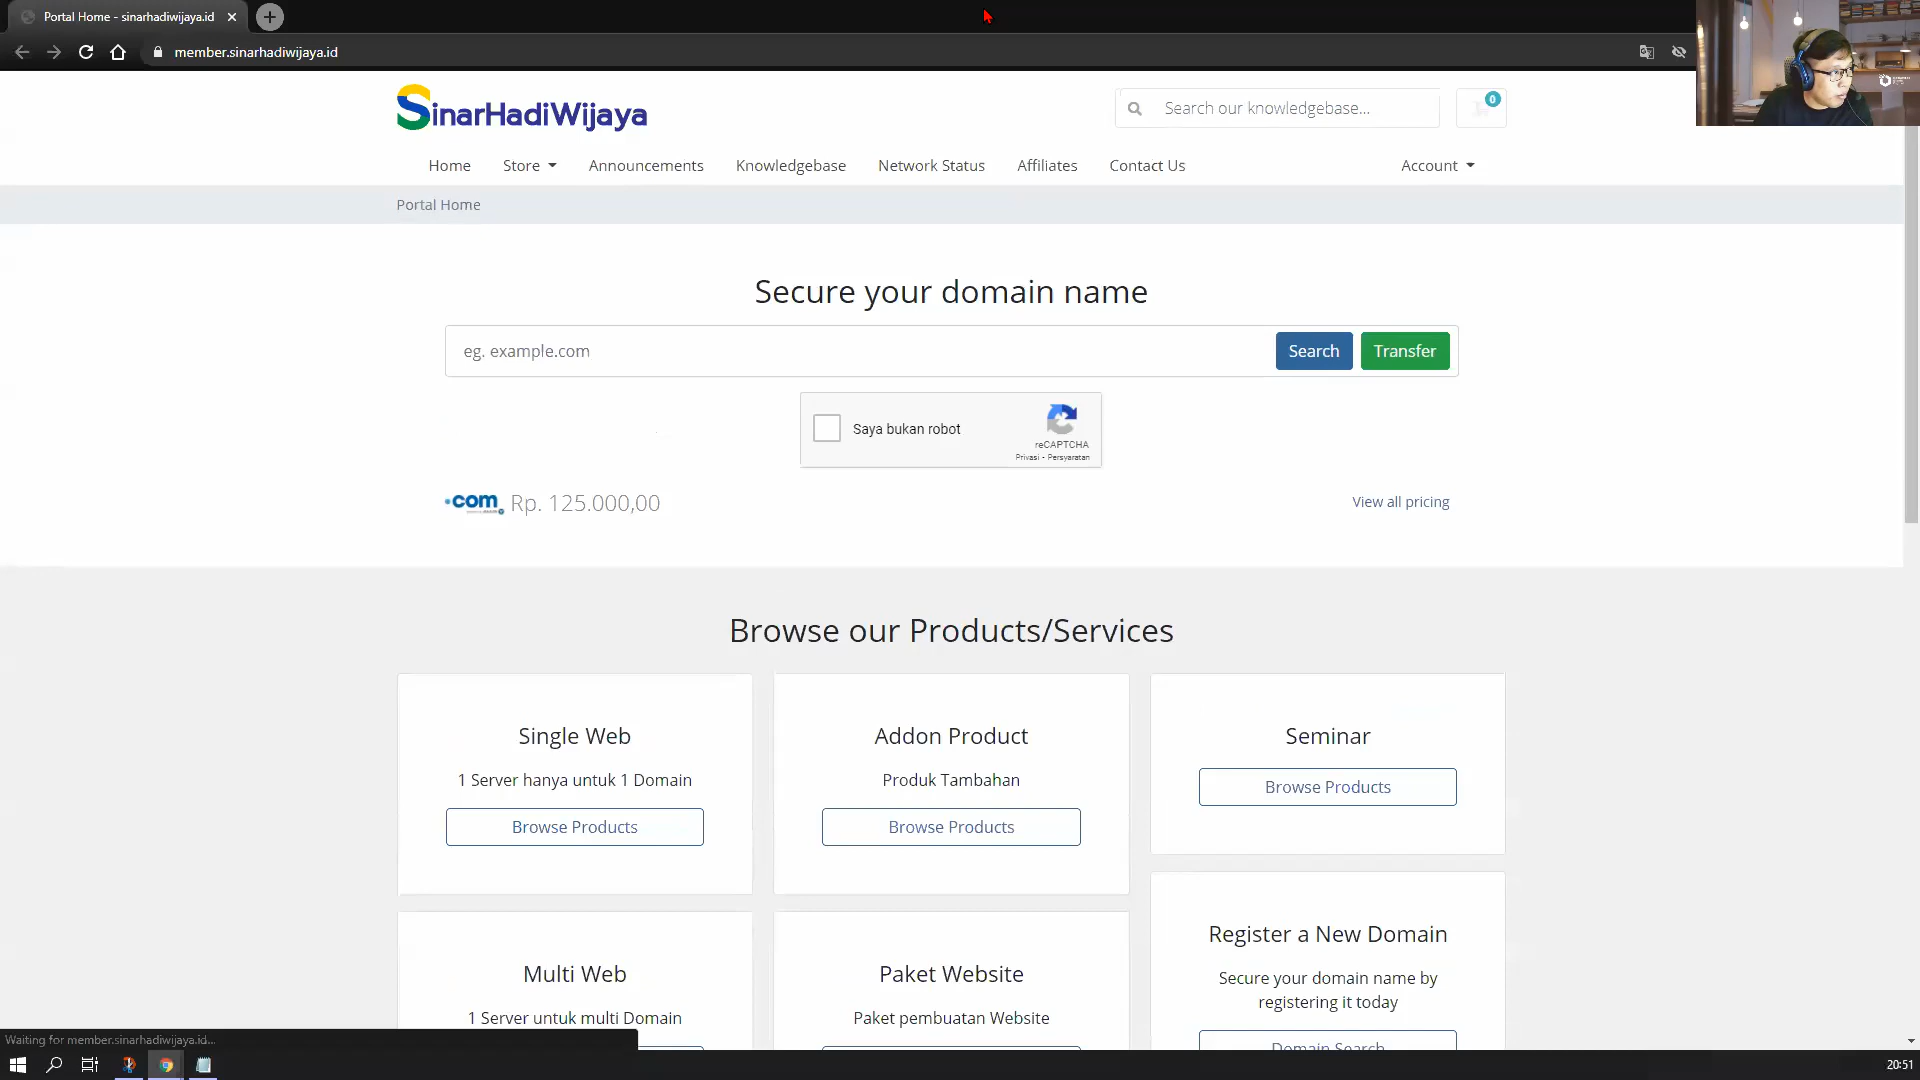 Portal Home - sinarhadiwijaya.id
member.sinarhadiwijaya.id
SinarHadiWijaya
Search our knowledgebase...
0
Home Store Announcements Knowledgebase Network Status Affiliates Contact Us Account
Portal Home
Secure your domain name
eg. example.com Search Transfer
Saya bukan robot
reCAPTCHA
Privasi - Persyaratan
.com Rp. 125.000,00 View all pricing
Browse our Products/Services
Single Web
1 Server hanya untuk 1 Domain
Browse Products
Addon Product
Produk Tambahan
Browse Products
Seminar
Browse Products
Multi Web
1 Server untuk multi Domain
Paket Website
Paket pembuatan Website
Register a New Domain
Secure your domain name by
registering it today
Domain Search
Waiting for member.sinarhadiwijaya.id...
20:51